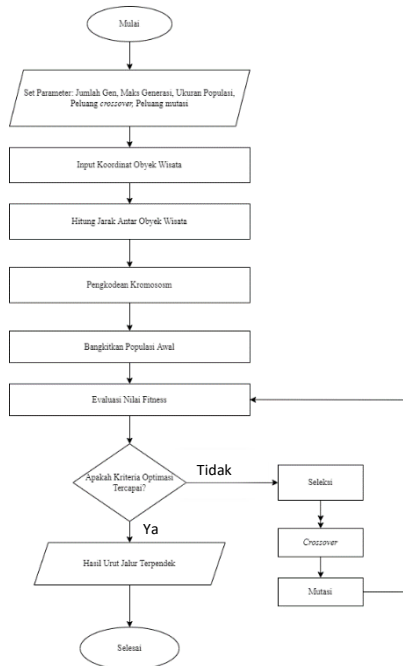 Mulai
Set Parameter: Jumlah Gen, Maks Generasi, Ukuran Populasi,
Peluang crossover, Peluang mutasi
Input Koordinat Obyek Wisata
Hitung Jarak Antar Obyek Wisata
Pengkodean Kromososm
Bangkitkan Populasi Awal
Evaluasi Nilai Fitness
Apakah Kriteria Optimasi
Tercapai?
Tidak
Seleksi
Ya
Crossover
Hasil Urut Jalur Terpendek
Mutasi
Selesai